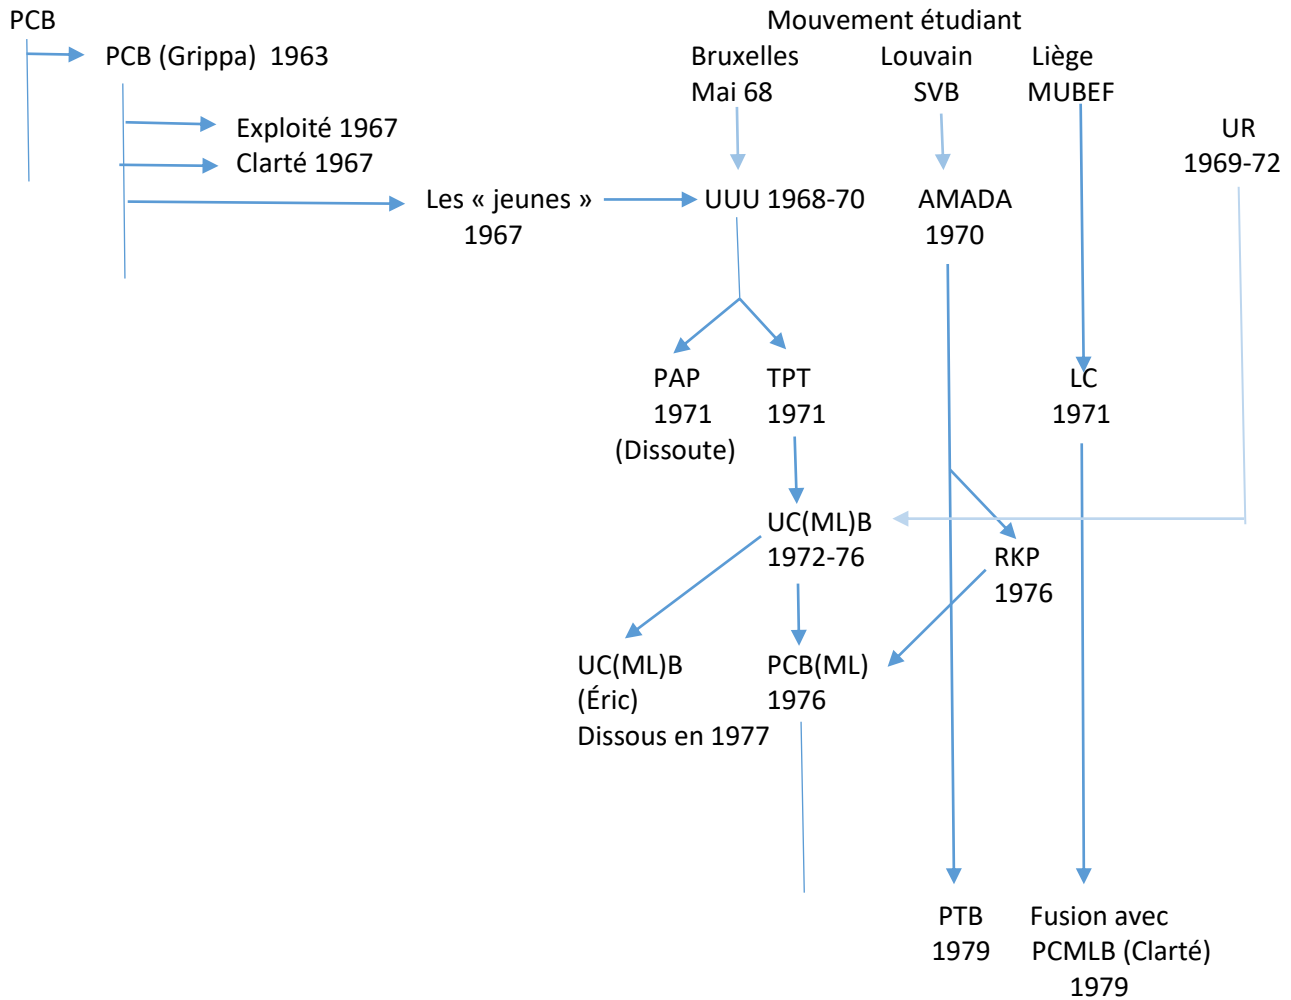 PCB
Mouvement étudiant
PCB (Grippa) 1963
Bruxelles
Mai 68
Louvain
SVB
Liège
MUBEF
Exploité 1967
Clarté 1967
UR
1969-72
Les « jeunes »
1967
UUU 1968-70
AMADA
1970
PAP
1971
(Dissoute)
TPT
1971
LC
1971
UC(ML)B
1972-76
RKP
1976
UC(ML)B
(Éric)
Dissous en 1977
PCB(ML)
1976
PTB
1979
Fusion avec
PCMLB (Clarté)
1979